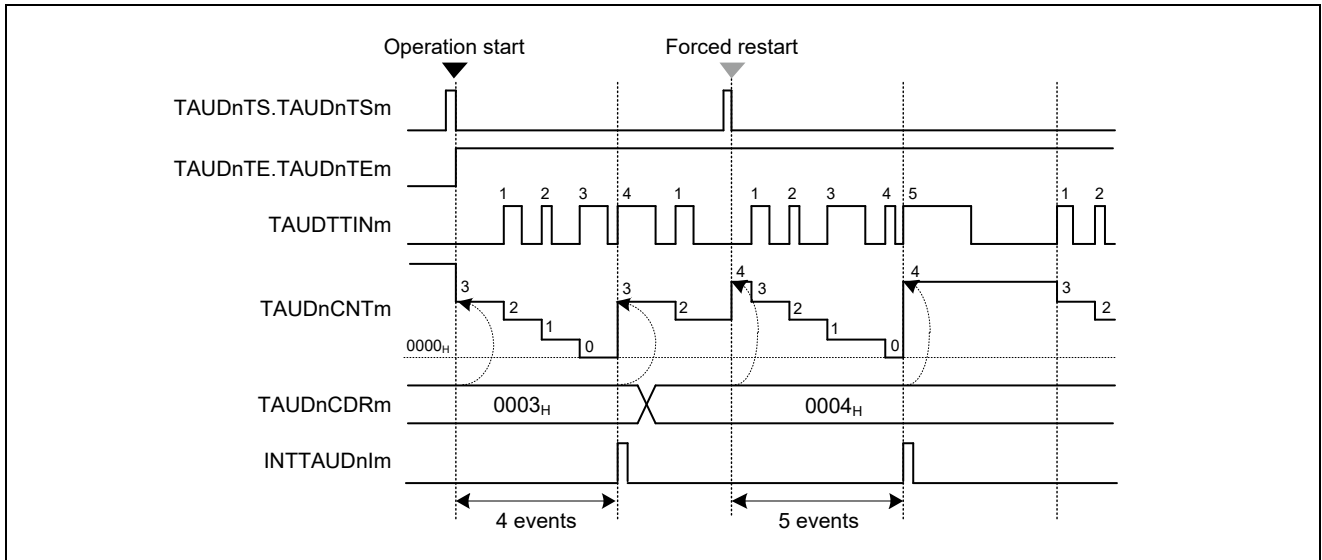 Operation start Forced restart
TAUDnTS.TAUDnTSm
TAUDnTE.TAUDnTEm
1 2 3 4 1 1 2 3 4 5 1 2
TAUDTTINm
3 2 1 0 3 2 4 3 2 1 0 4 3 2
TAUDnCNTm
0000H
TAUDnCDRm 0003H 0004H
INTTAUDnIm
4 events 5 events